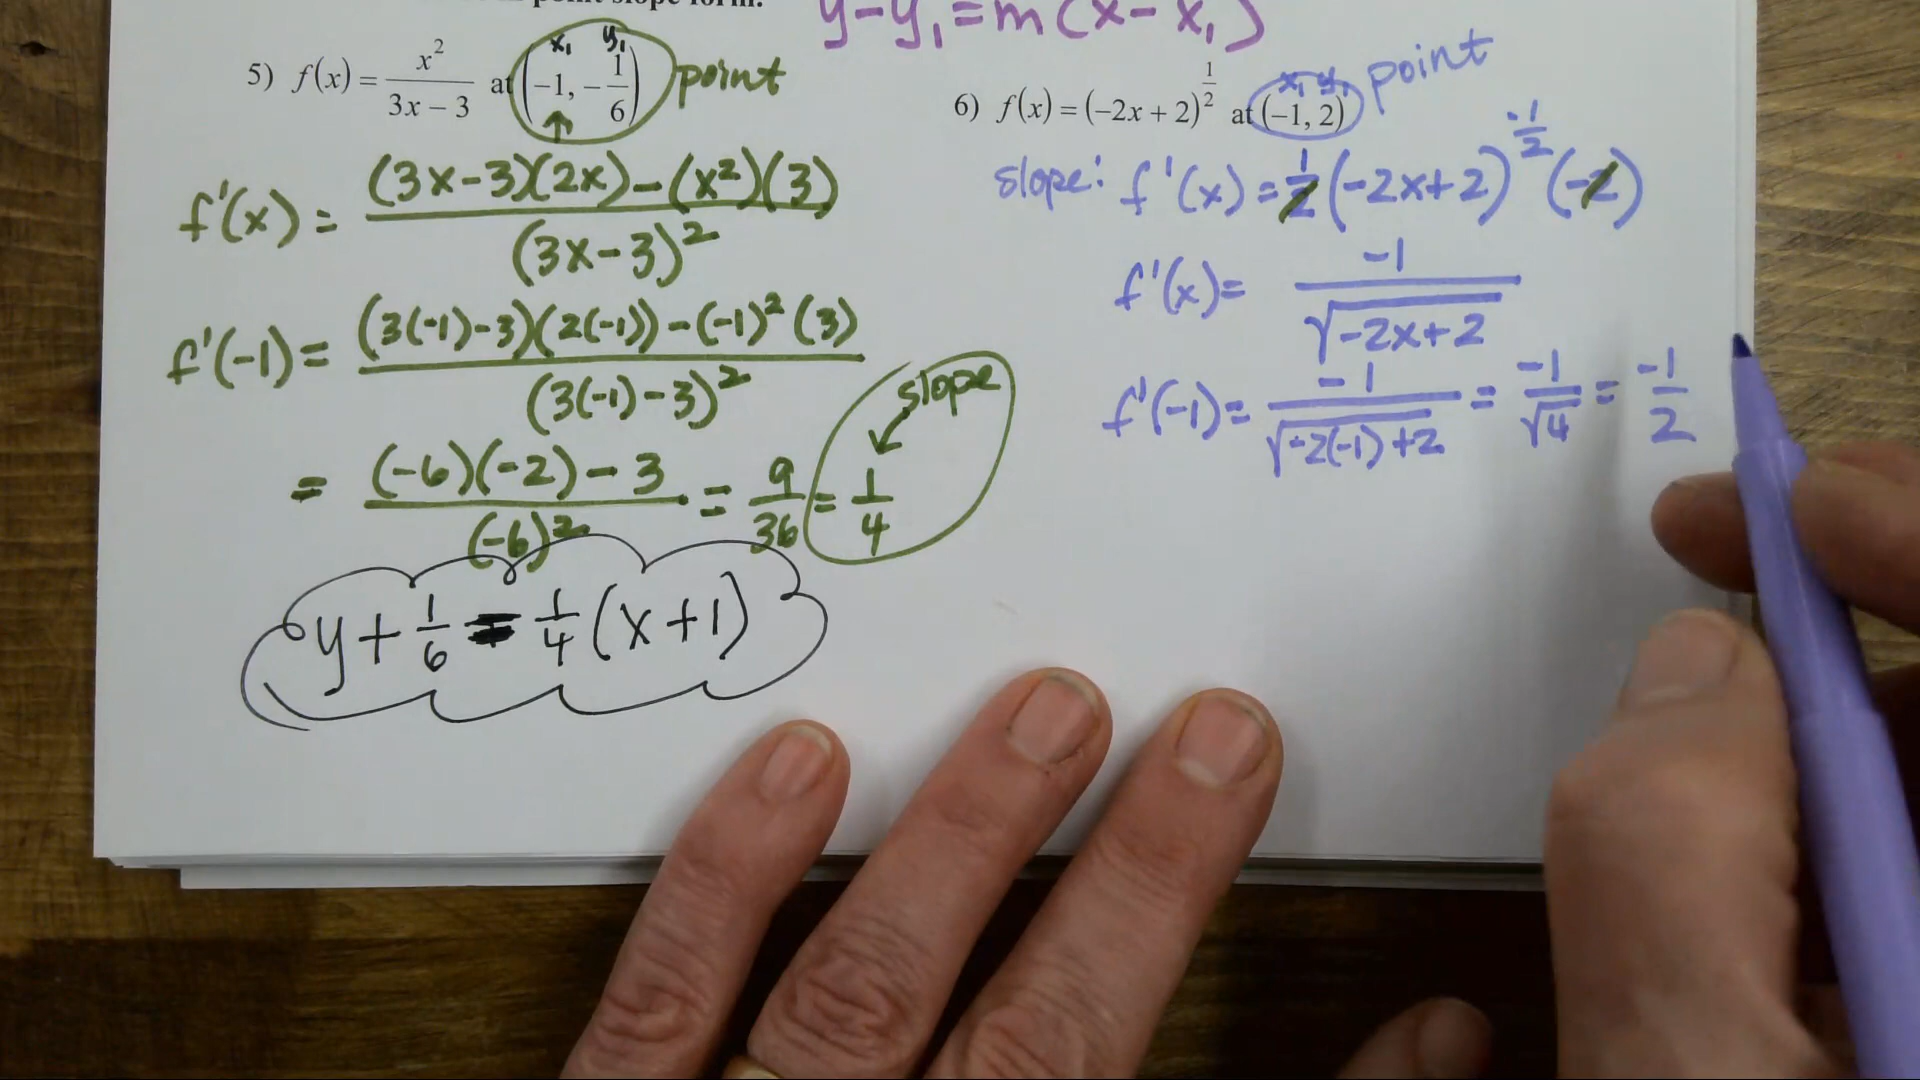 point slope form.
y-y₁=m(x-x₁)
5) f(x) = x²/(3x − 3) at (−1, −1/6) point
x₁ y₁
f'(x) = ((3x-3)(2x)-(x²)(3))/(3x-3)²
f'(-1) = ((3(-1)-3)(2(-1))-(-1)²(3))/(3(-1)-3)²
= ((-6)(-2)-3)/(-6)² = 9/36 = 1/4
slope
y+1/6=1/4(x+1)
6) f(x) = (−2x + 2)^(1/2) at (−1, 2) point
x₁ y₁
slope: f'(x)=1/2(-2x+2)^(-1/2)(-2)
f'(x)= -1/√(-2x+2)
f'(-1)= -1/√(-2(-1)+2) = -1/√4 = -1/2